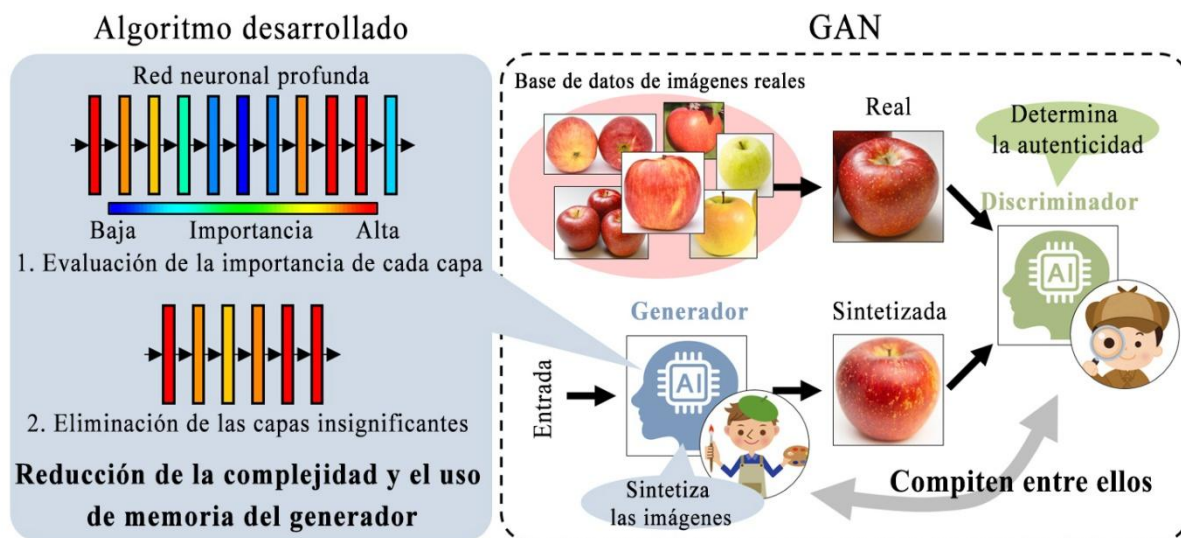 Algoritmo desarrollado
Red neuronal profunda
Baja Importancia Alta
1. Evaluación de la importancia de cada capa
2. Eliminación de las capas insignificantes
Reducción de la complejidad y el uso
de memoria del generador
GAN
Base de datos de imágenes reales
Real
Determina
la autenticidad
Discriminador
AI
Entrada
Generador
AI
Sintetiza
las imágenes
Sintetizada
Compiten entre ellos